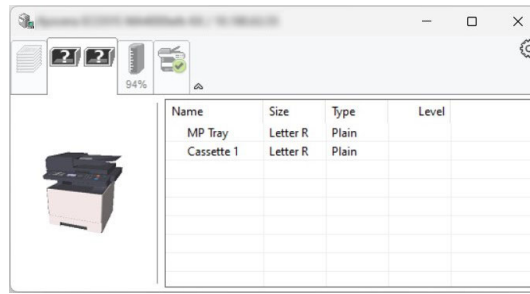 94%
Name Size Type Level
MP Tray Letter R Plain
Cassette 1 Letter R Plain